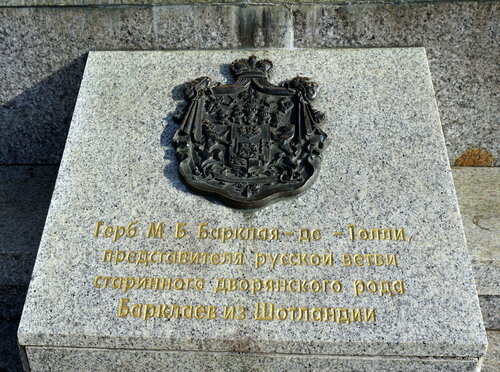 Герб М. Б. Барклая - де - Толли,
представителя русской ветви
старинного дворянского рода
Барклаев из Шотландии